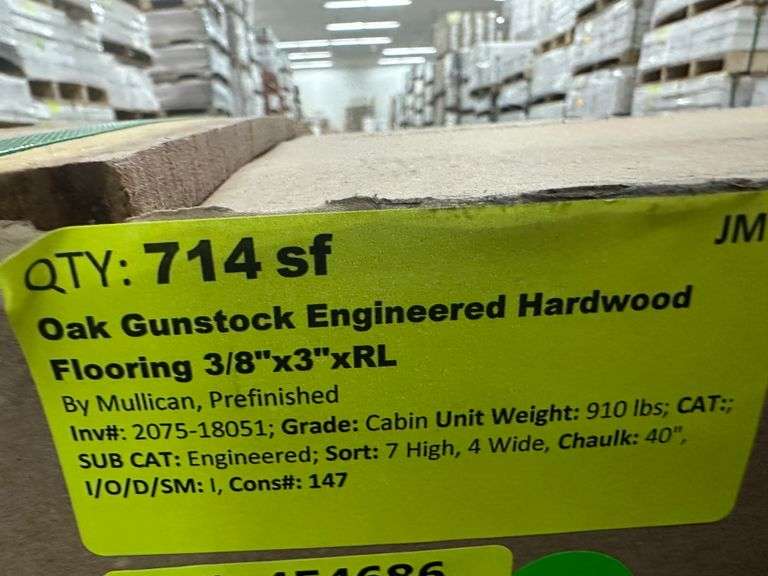 QTY: 714 sf
JM
Oak Gunstock Engineered Hardwood
Flooring 3/8"x3"xRL
By Mullican, Prefinished
Inv#: 2075-18051; Grade: Cabin Unit Weight: 910 lbs; CAT:;
SUB CAT: Engineered; Sort: 7 High, 4 Wide, Chaulk: 40",
I/O/D/SM: I, Cons#: 147